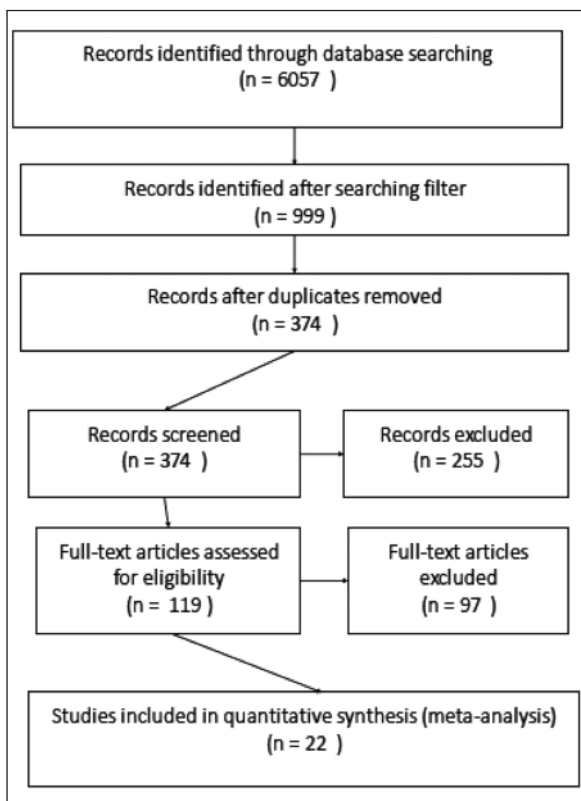 Records identified through database searching
(n = 6057 )
Records identified after searching filter
(n = 999 )
Records after duplicates removed
(n = 374 )
Records screened
(n = 374 )
Records excluded
(n = 255 )
Full-text articles assessed
for eligibility
(n = 119 )
Full-text articles
excluded
(n = 97 )
Studies included in quantitative synthesis (meta-analysis)
(n = 22 )